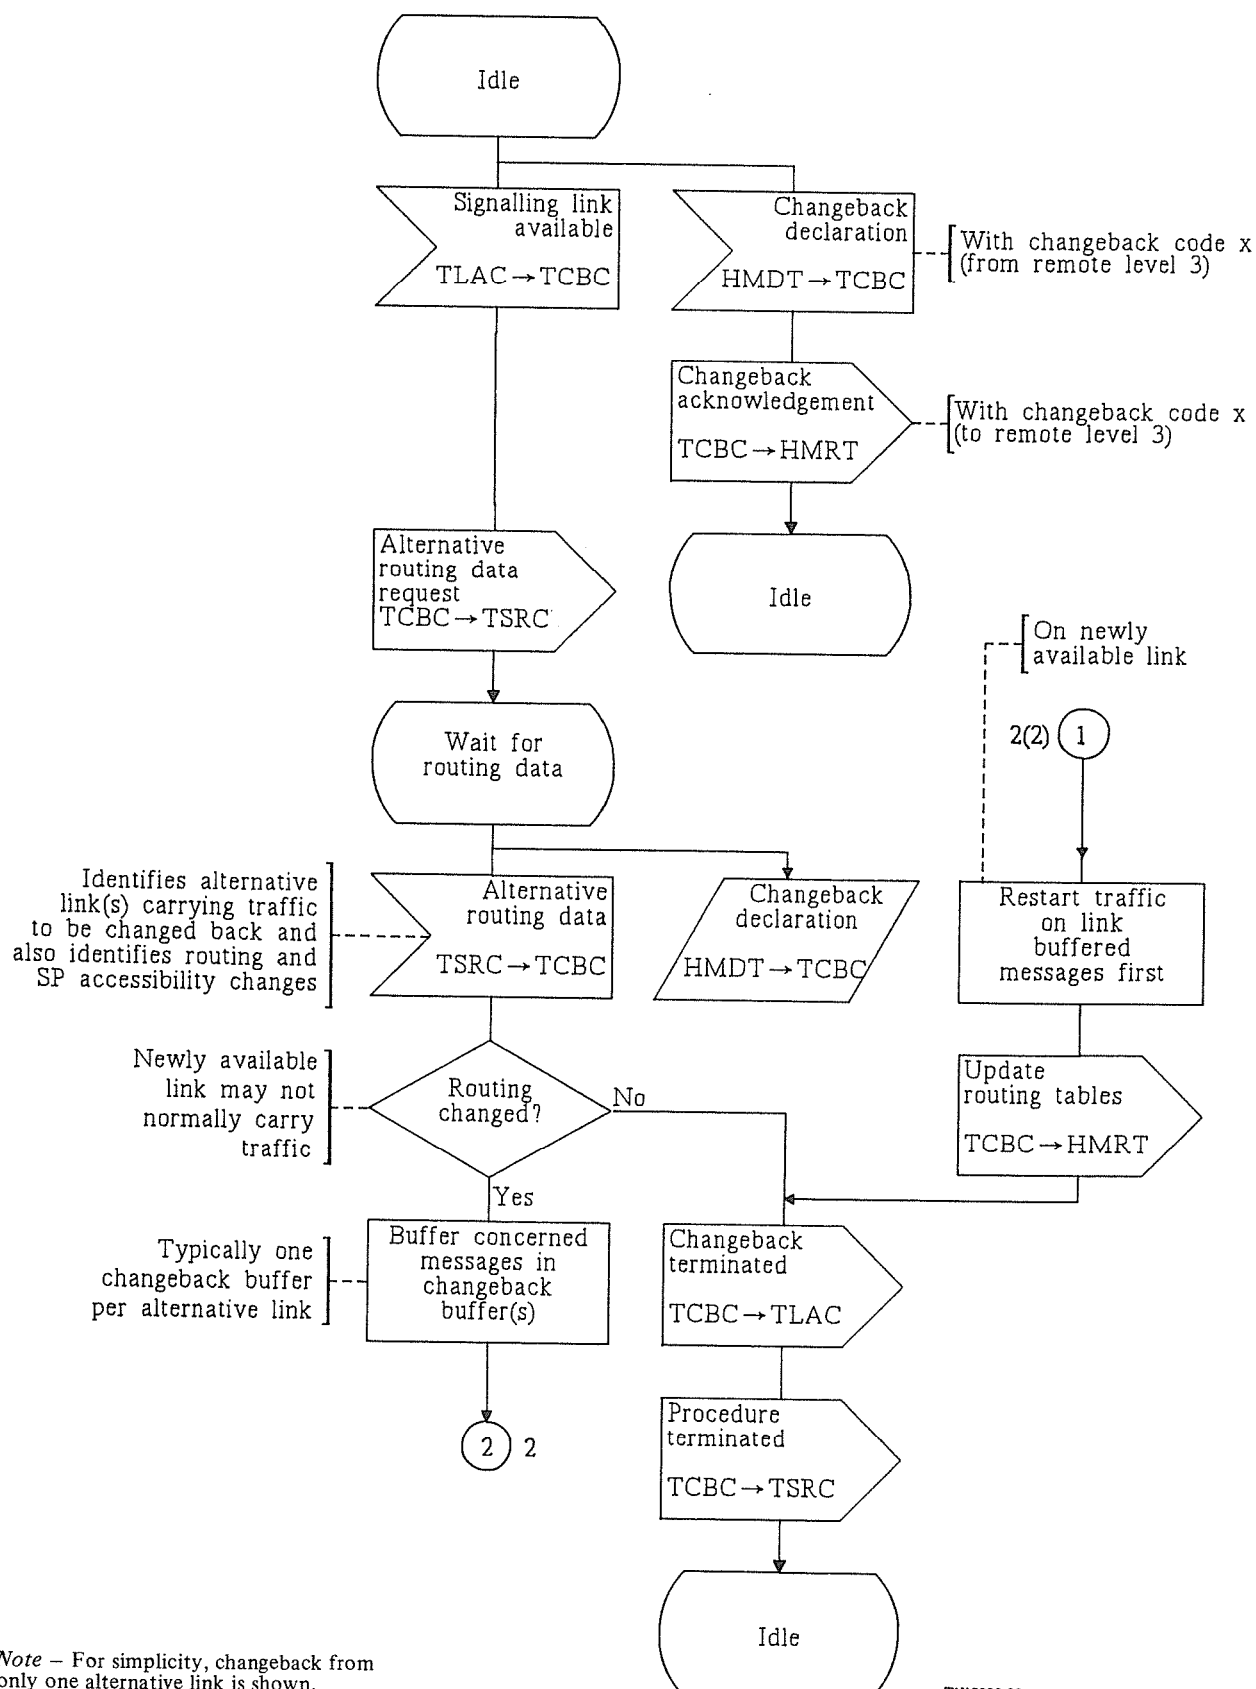 Idle
Signalling link
available
TLAC→TCBC
Changeback
declaration
HMDT→TCBC
With changeback code x
(from remote level 3)
Changeback
acknowledgement
TCBC→HMRT
With changeback code x
(to remote level 3)
Idle
Alternative
routing data
request
TCBC→TSRC
On newly
available link
2(2) 1
Wait for
routing data
Identifies alternative
link(s) carrying traffic
to be changed back and
also identifies routing and
SP accessibility changes
Alternative
routing data
TSRC→TCBC
Changeback
declaration
HMDT→TCBC
Restart traffic
on link
buffered
messages first
Update
routing tables
TCBC→HMRT
Newly available
link may not
normally carry
traffic
Routing
changed?
No
Yes
Typically one
changeback buffer
per alternative link
Buffer concerned
messages in
changeback
buffer(s)
2 2
Changeback
terminated
TCBC→TLAC
Procedure
terminated
TCBC→TSRC
Idle
Note – For simplicity, changeback from
only one alternative link is shown.